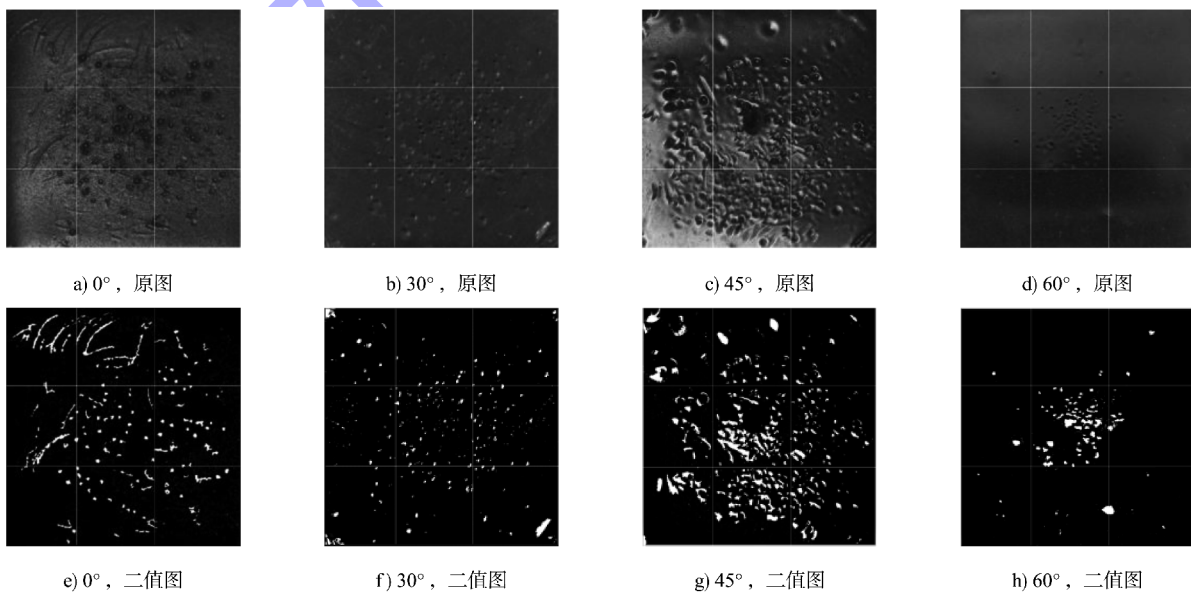 a) 0°，原图
b) 30°，原图
c) 45°，原图
d) 60°，原图
e) 0°，二值图
f) 30°，二值图
g) 45°，二值图
h) 60°，二值图